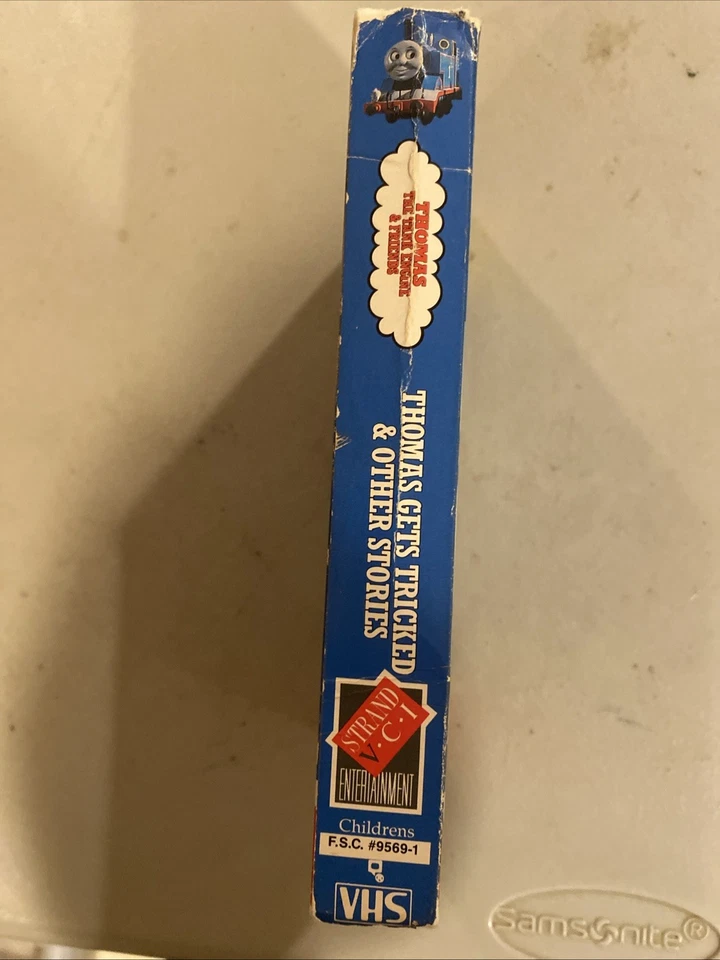 THOMAS
THE TANK ENGINE
& FRIENDS
THOMAS GETS TRICKED
& OTHER STORIES
STRAND
V·C·I
ENTERTAINMENT
Childrens
F.S.C. #9569-1
VHS
Samsonite®